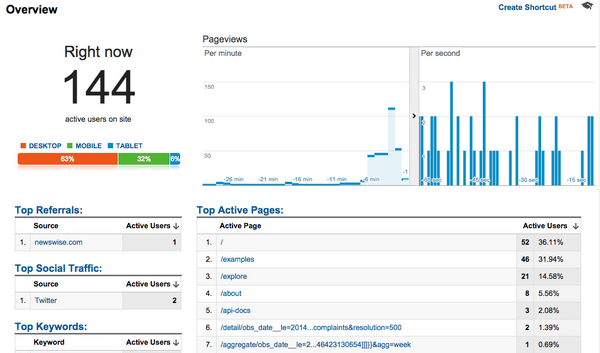 Overview
Create Shortcut BETA
Right now
144
active users on site
DESKTOP MOBILE TABLET
63% 32% 6%
Pageviews
Per minute
Per second
150
100
50
-26 min
-21 min
-16 min
-11 min
-6 min
-1
3
2
1
-60 sec
-45 sec
-30 sec
-15 sec
Top Referrals:
Source Active Users
1. newswise.com 1
Top Social Traffic:
Source Active Users
1. Twitter 2
Top Keywords:
Keyword Active Users
Top Active Pages:
Active Page Active Users
1. / 52 36.11%
2. /examples 46 31.94%
3. /explore 21 14.58%
4. /about 8 5.56%
5. /api-docs 3 2.08%
6. /detail/obs_date__le=2014...complaints&resolution=500 2 1.39%
7. /aggregate/obs_date__le=2...46423130654]]]}}&agg=week 1 0.69%